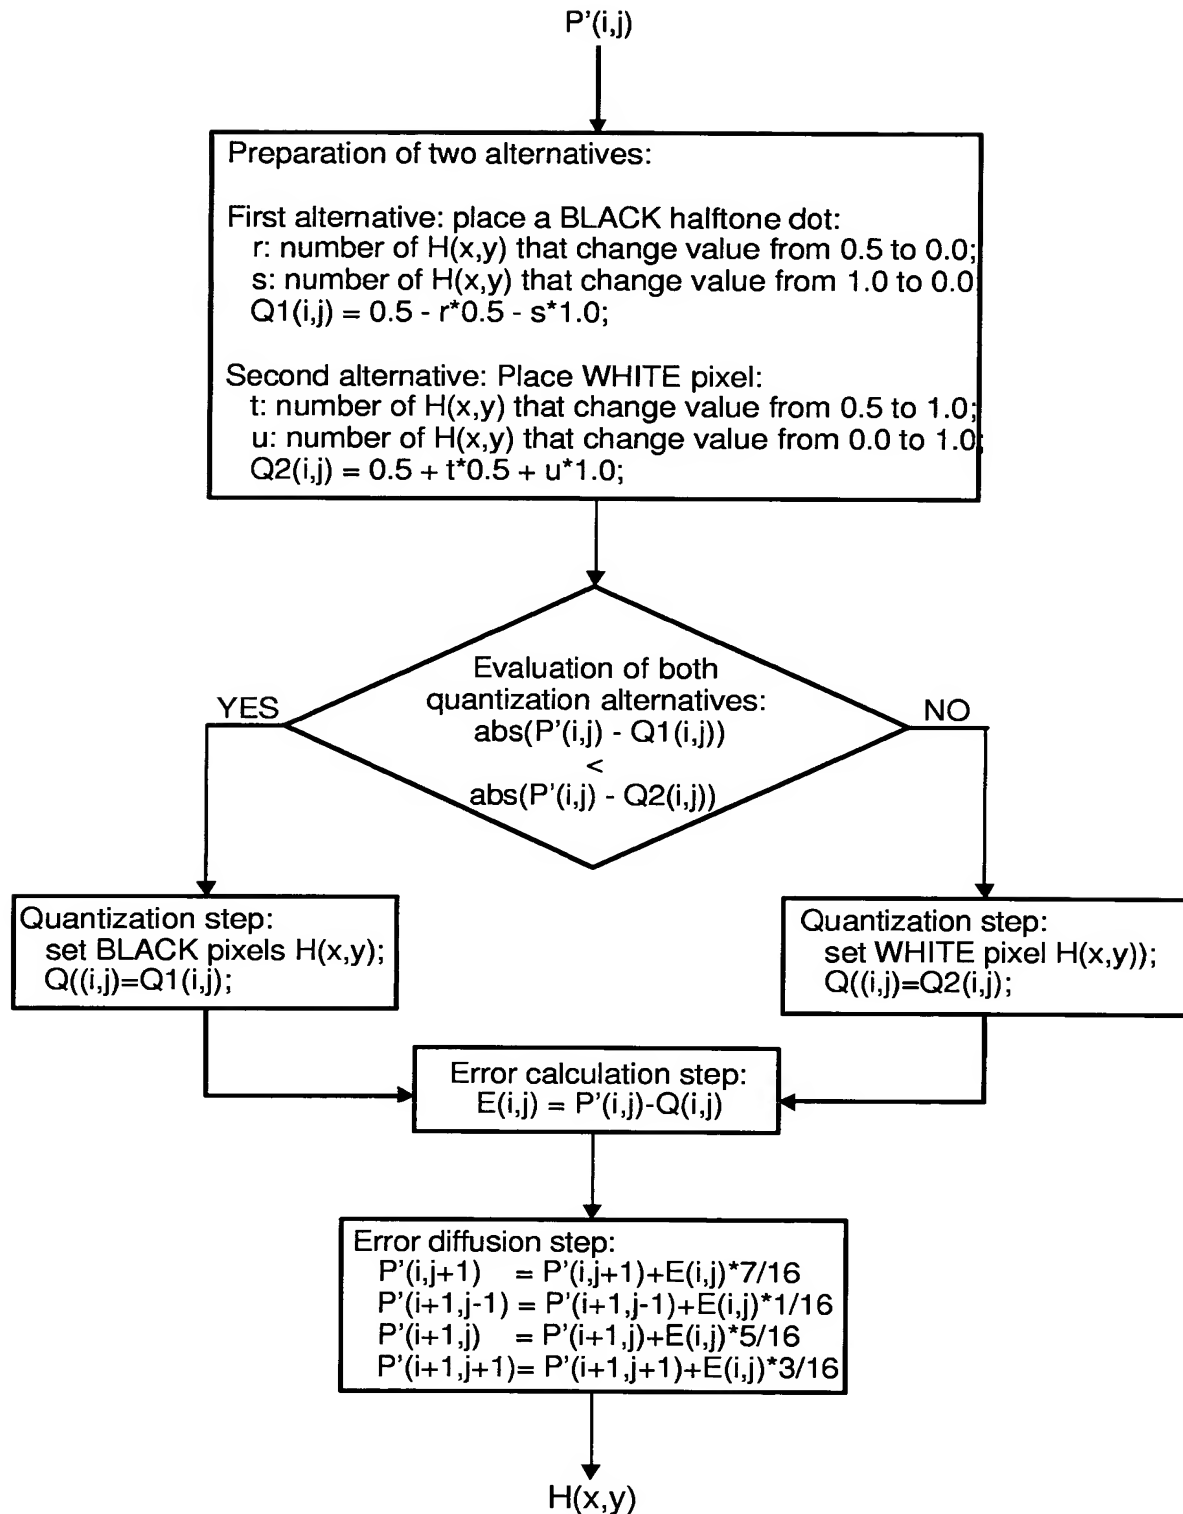 P'(i,j)
Preparation of two alternatives:
First alternative: place a BLACK halftone dot:
r: number of H(x,y) that change value from 0.5 to 0.0;
s: number of H(x,y) that change value from 1.0 to 0.0;
Q1(i,j) = 0.5 - r*0.5 - s*1.0;
Second alternative: Place WHITE pixel:
t: number of H(x,y) that change value from 0.5 to 1.0;
u: number of H(x,y) that change value from 0.0 to 1.0;
Q2(i,j) = 0.5 + t*0.5 + u*1.0;
Evaluation of both
quantization alternatives:
abs(P'(i,j) - Q1(i,j))
<
abs(P'(i,j) - Q2(i,j))
YES
NO
Quantization step:
set BLACK pixels H(x,y);
Q((i,j)=Q1(i,j);
Quantization step:
set WHITE pixel H(x,y));
Q((i,j)=Q2(i,j);
Error calculation step:
E(i,j) = P'(i,j)-Q(i,j)
Error diffusion step:
P'(i,j+1) = P'(i,j+1)+E(i,j)*7/16
P'(i+1,j-1) = P'(i+1,j-1)+E(i,j)*1/16
P'(i+1,j) = P'(i+1,j)+E(i,j)*5/16
P'(i+1,j+1)= P'(i+1,j+1)+E(i,j)*3/16
H(x,y)